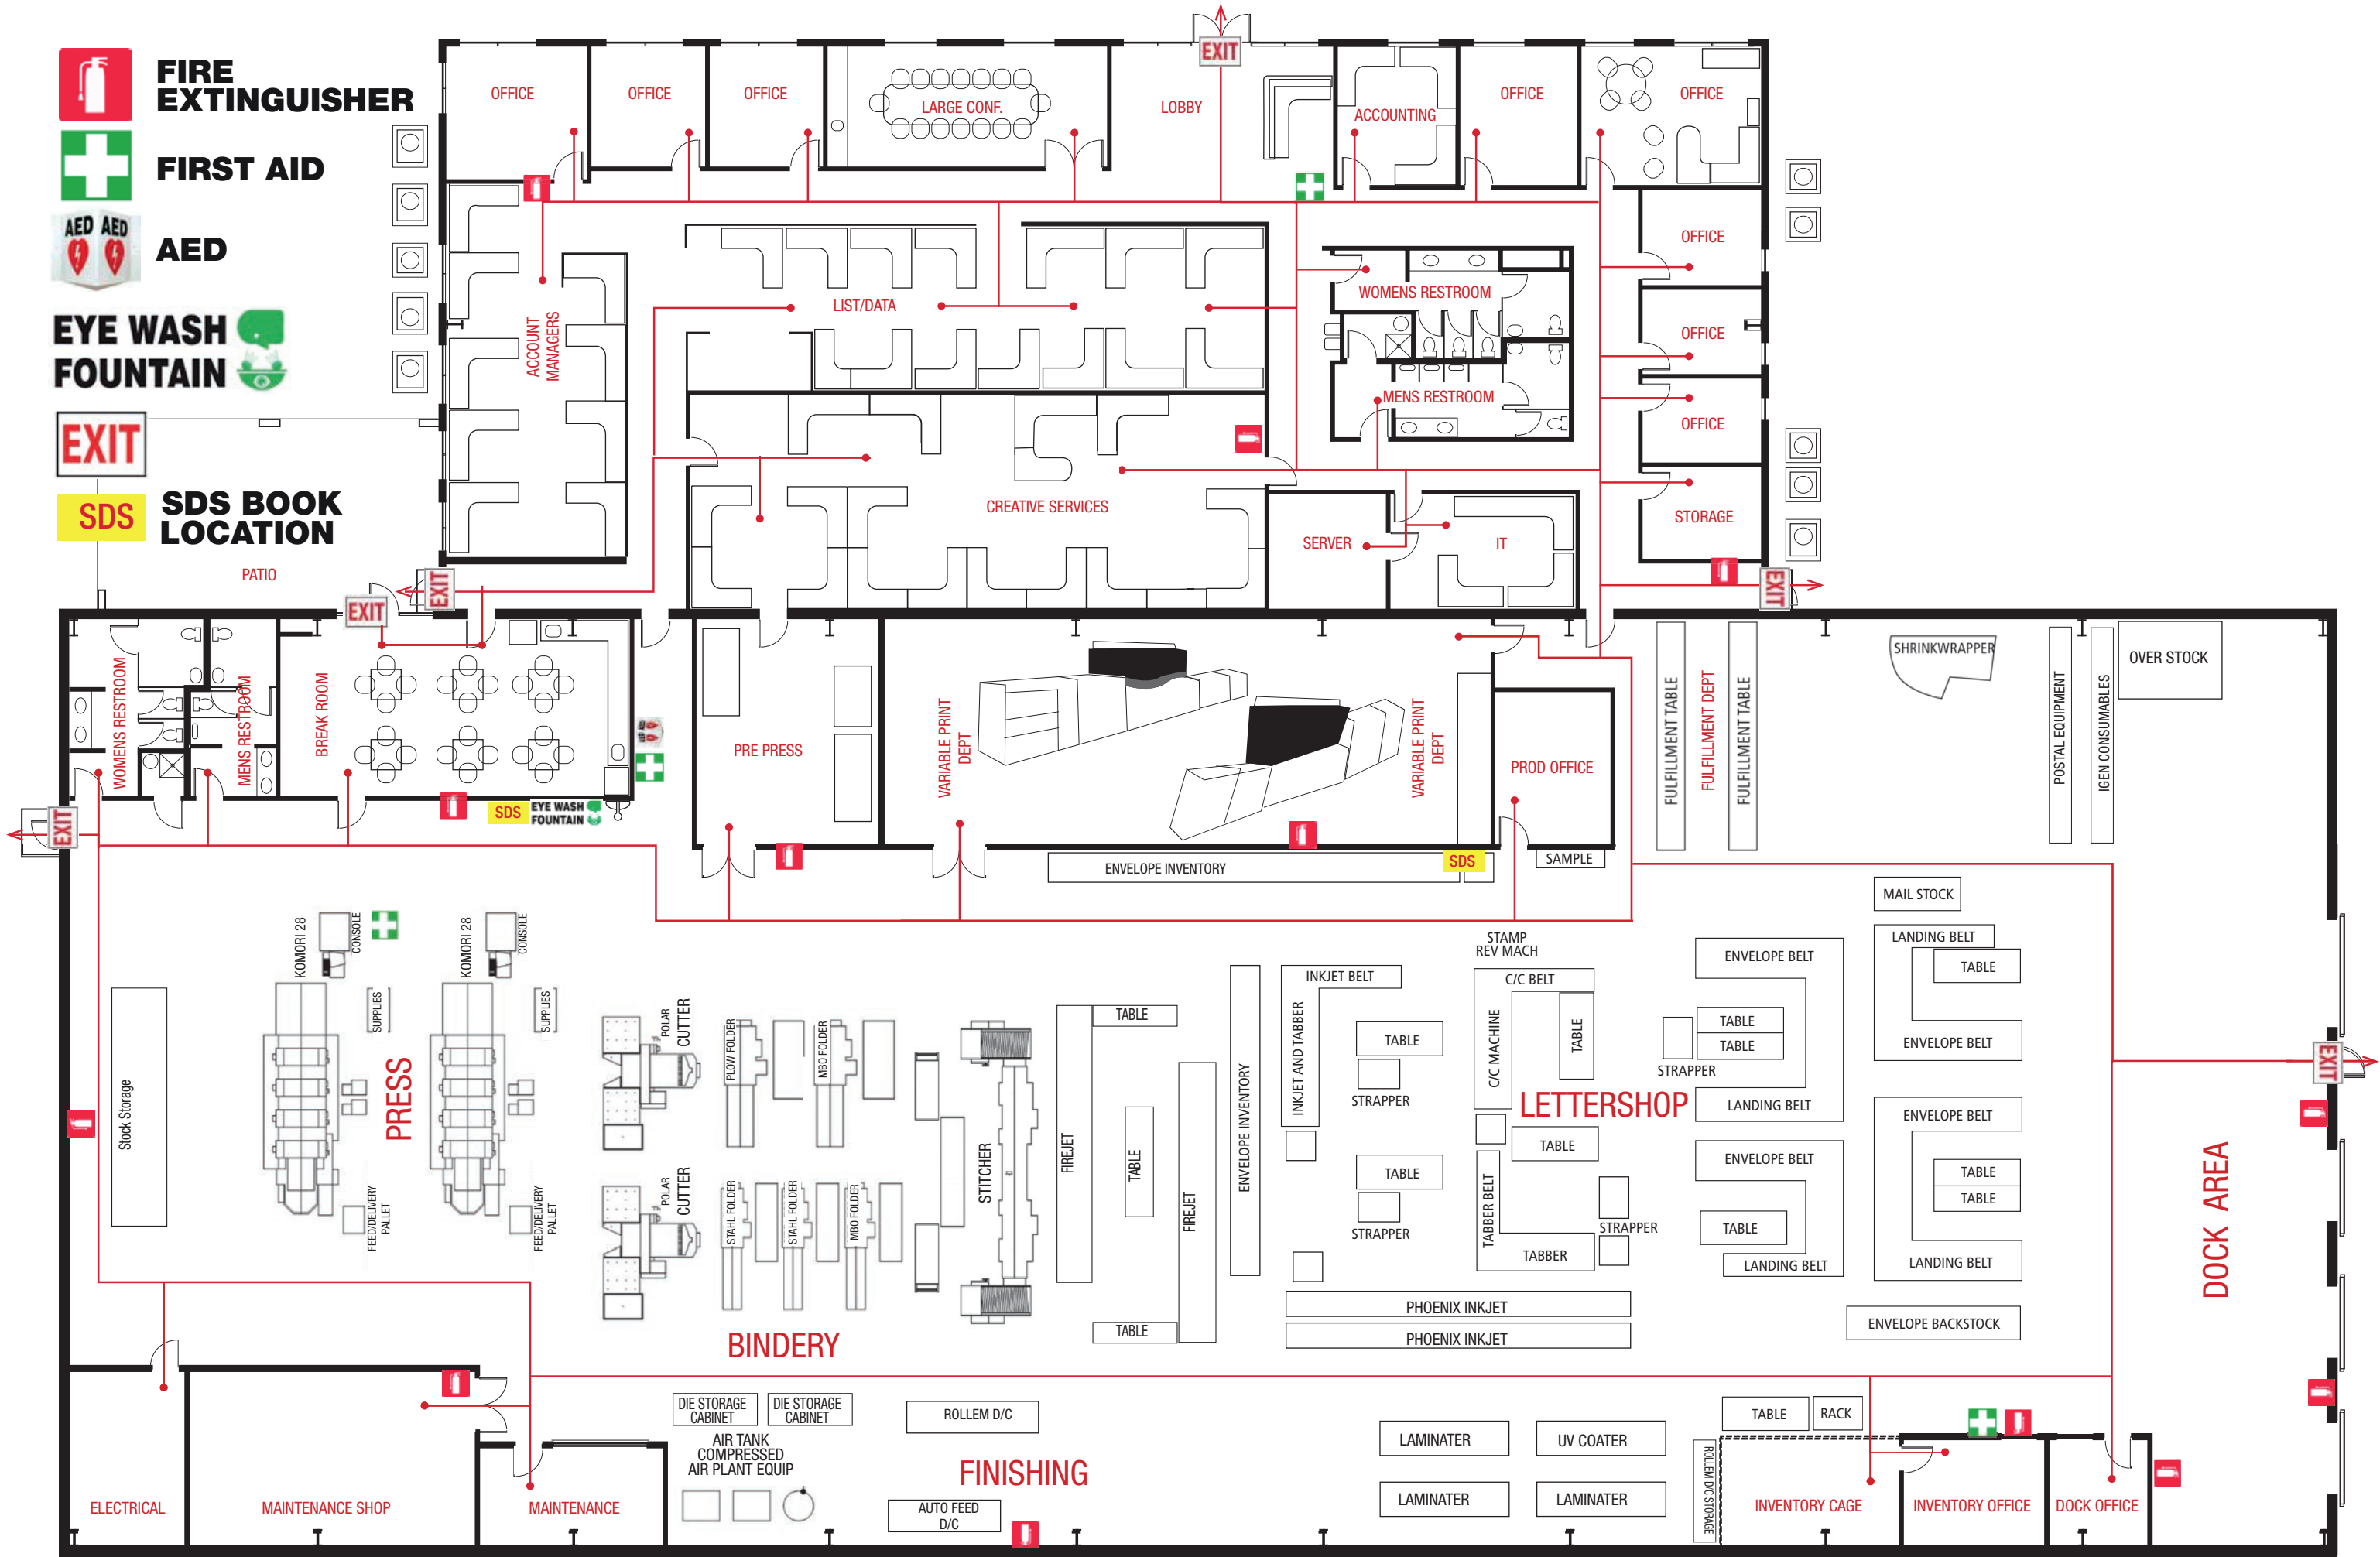 FIRE
EXTINGUISHER
FIRST AID
AED AED
AED
EYE WASH
FOUNTAIN
EXIT
SDS
SDS BOOK
LOCATION
PATIO
EXIT
OFFICE
OFFICE
OFFICE
LARGE CONF.
LOBBY
ACCOUNTING
OFFICE
OFFICE
OFFICE
OFFICE
OFFICE
STORAGE
ACCOUNT
MANAGERS
LIST/DATA
WOMENS RESTROOM
MENS RESTROOM
CREATIVE SERVICES
SERVER
IT
EXIT
EXIT
EXIT
WOMENS RESTROOM
MENS RESTROOM
BREAK ROOM
SDS
EYE WASH
FOUNTAIN
EXIT
PRE PRESS
VARIABLE PRINT
DEPT
VARIABLE PRINT
DEPT
PROD OFFICE
ENVELOPE INVENTORY
SDS
SAMPLE
FULFILLMENT TABLE
FULFILLMENT DEPT
FULFILLMENT TABLE
SHRINKWRAPPER
POSTAL EQUIPMENT
IGEN CONSUMABLES
OVER STOCK
Stock Storage
KOMORI 28
CONSOLE
SUPPLIES
PRESS
FEED/DELIVERY
PALLET
KOMORI 28
CONSOLE
SUPPLIES
FEED/DELIVERY
PALLET
POLAR
CUTTER
POLAR
CUTTER
PLOW FOLDER
MBO FOLDER
STAHL FOLDER
STAHL FOLDER
MBO FOLDER
BINDERY
STITCHER
FIREJET
TABLE
TABLE
TABLE
FIREJET
ENVELOPE INVENTORY
INKJET BELT
INKJET AND TABBER
TABLE
STRAPPER
TABLE
STRAPPER
PHOENIX INKJET
PHOENIX INKJET
STAMP
REV MACH
C/C BELT
C/C MACHINE
TABLE
LETTERSHOP
TABLE
TABBER BELT
TABBER
STRAPPER
ENVELOPE BELT
TABLE
TABLE
STRAPPER
LANDING BELT
ENVELOPE BELT
TABLE
LANDING BELT
MAIL STOCK
LANDING BELT
TABLE
ENVELOPE BELT
ENVELOPE BELT
TABLE
TABLE
LANDING BELT
ENVELOPE BACKSTOCK
EXIT
DOCK AREA
ELECTRICAL
MAINTENANCE SHOP
MAINTENANCE
DIE STORAGE
CABINET
DIE STORAGE
CABINET
AIR TANK
COMPRESSED
AIR PLANT EQUIP
ROLLEM D/C
FINISHING
AUTO FEED
D/C
LAMINATER
UV COATER
LAMINATER
LAMINATER
TABLE
RACK
ROLLEM D/C STORAGE
INVENTORY CAGE
INVENTORY OFFICE
DOCK OFFICE